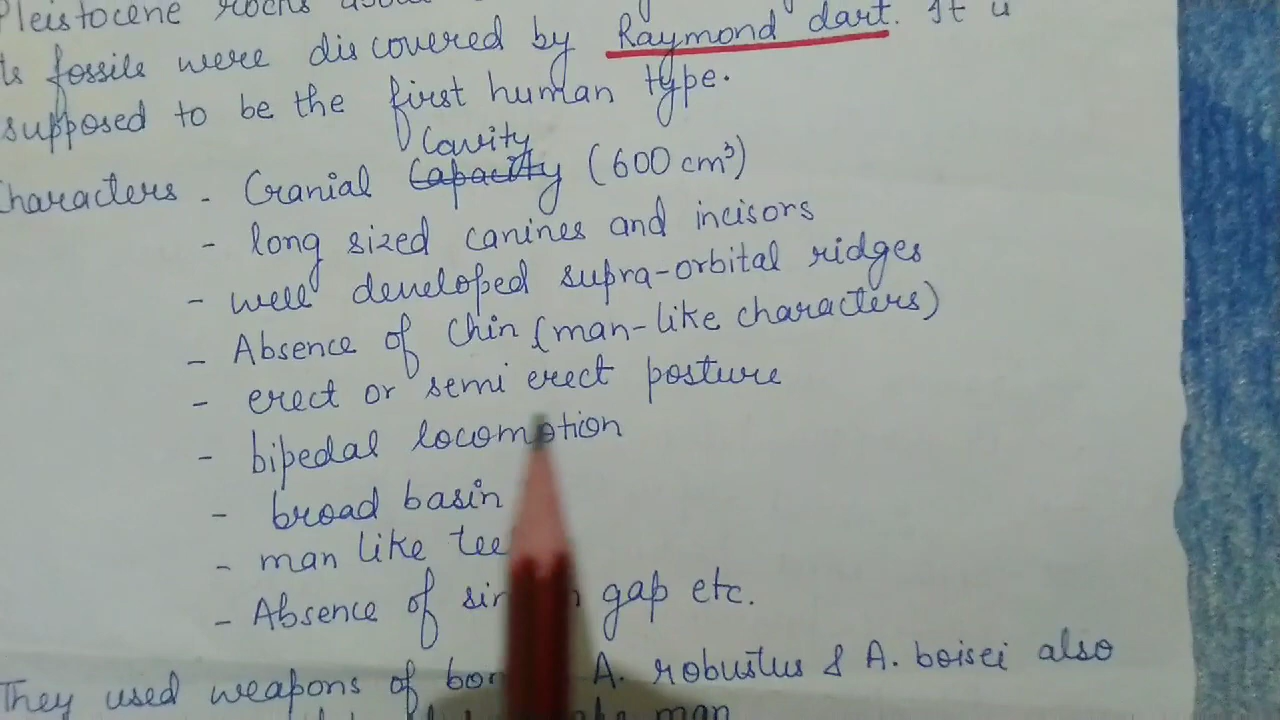 Pleistocene rocks
fossils were discovered by Raymond dart. It
supposed to be the first human type.
Cavity
Characters - Cranial Capacity (600 cm³)
- long sized canines and incisors
- well developed supra-orbital ridges
- Absence of Chin (man-like characters)
- erect or semi erect posture
- bipedal locomotion
- broad basin
- man like
- Absence of gap etc.
They used weapons of A. robustus & A. boisei also
man